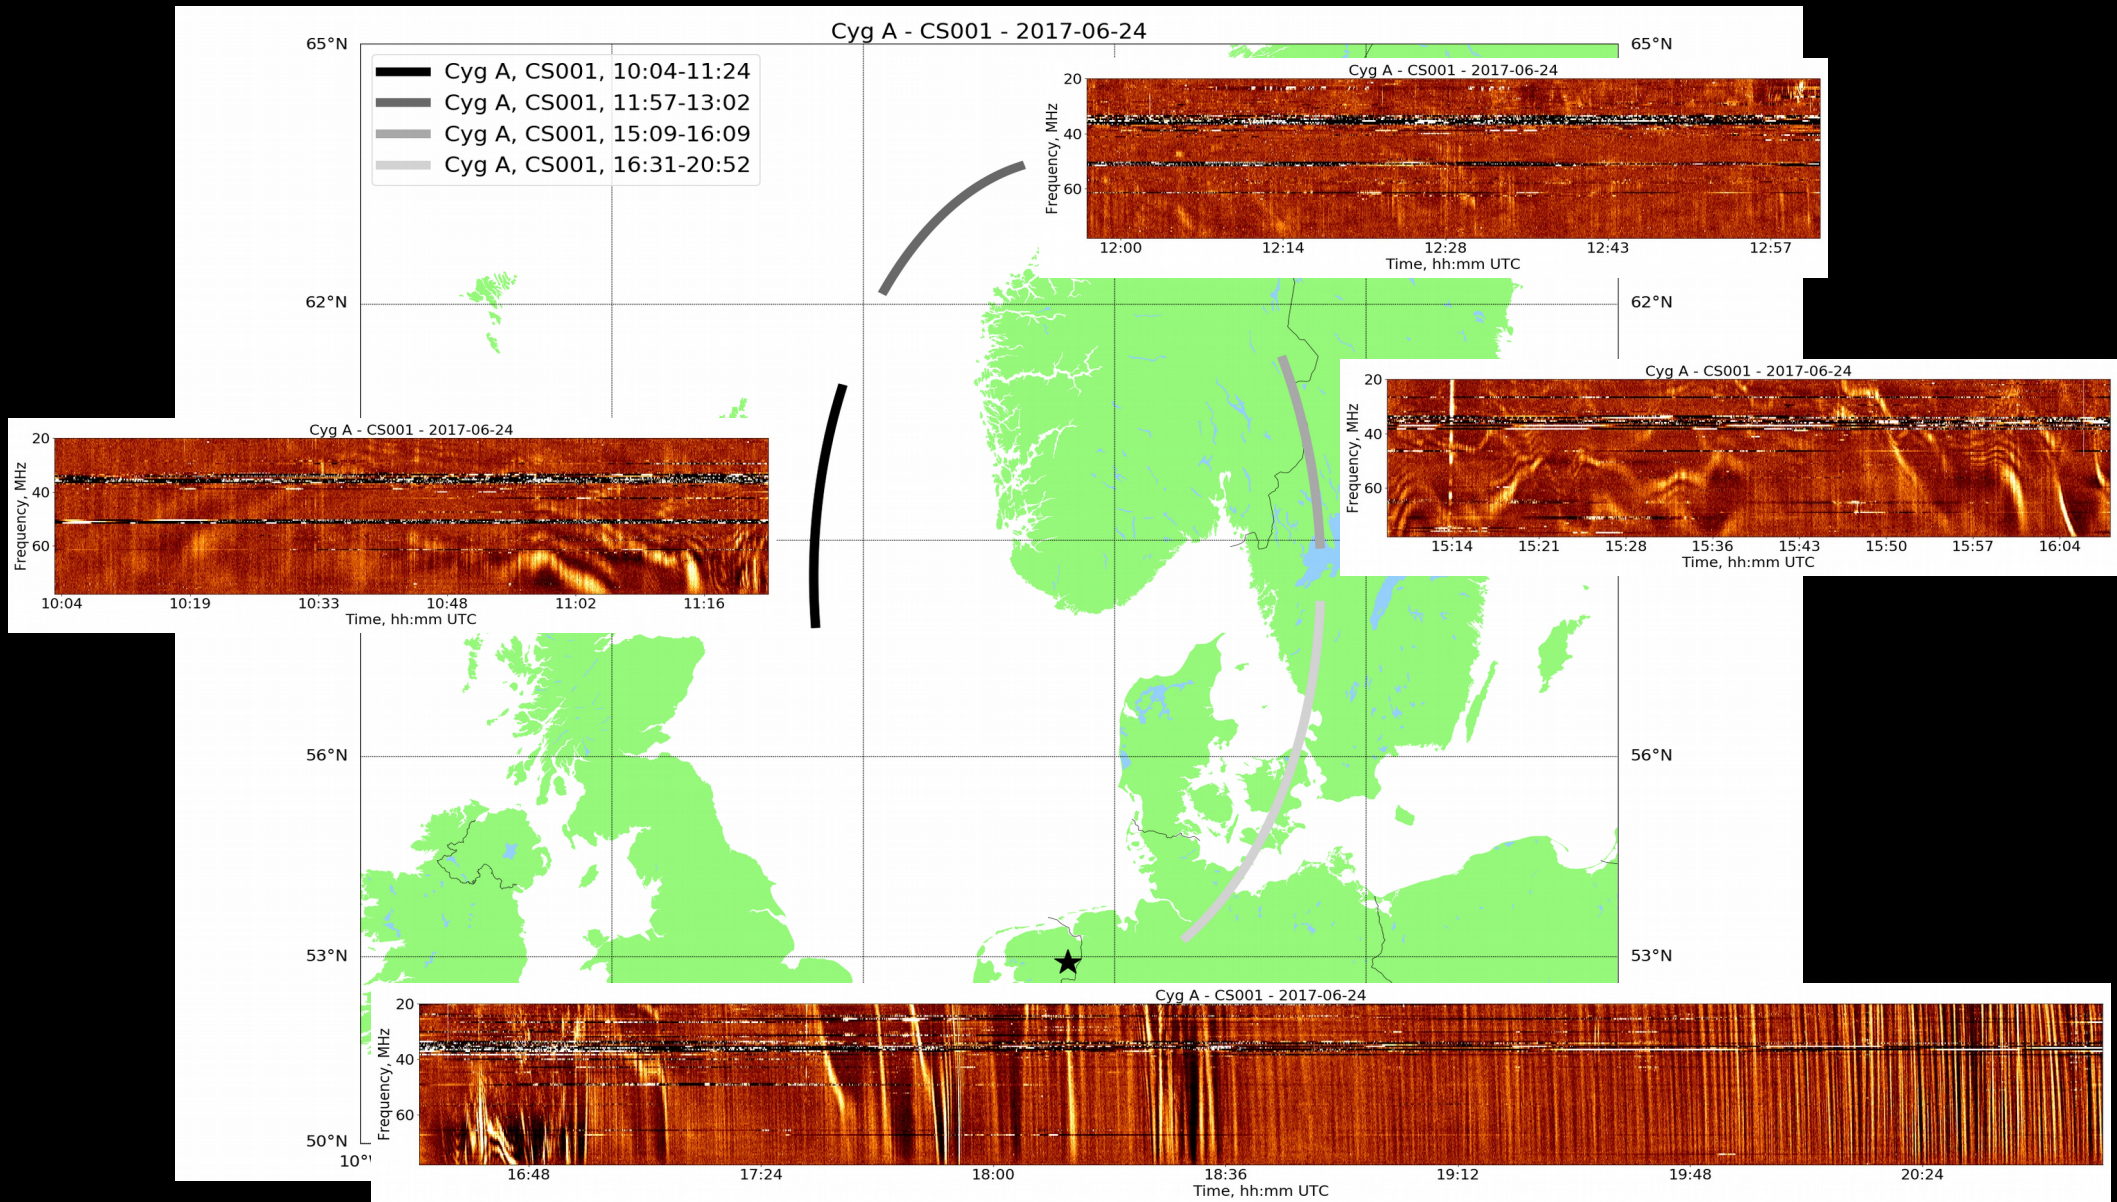 Cyg A - CS001 - 2017-06-24
65°N
65°N
Cyg A, CS001, 10:04-11:24
Cyg A, CS001, 11:57-13:02
Cyg A, CS001, 15:09-16:09
Cyg A, CS001, 16:31-20:52
Cyg A - CS001 - 2017-06-24
20
40
60
Frequency, MHz
12:00 12:14 12:28 12:43 12:57
Time, hh:mm UTC
62°N
62°N
Cyg A - CS001 - 2017-06-24
20
40
60
Frequency, MHz
15:14 15:21 15:28 15:36 15:43 15:50 15:57 16:04
Time, hh:mm UTC
Cyg A - CS001 - 2017-06-24
20
40
60
Frequency, MHz
10:04 10:19 10:33 10:48 11:02 11:16
Time, hh:mm UTC
56°N
56°N
53°N
53°N
50°N
10°
Cyg A - CS001 - 2017-06-24
20
40
60
Frequency, MHz
16:48 17:24 18:00 18:36 19:12 19:48 20:24
Time, hh:mm UTC